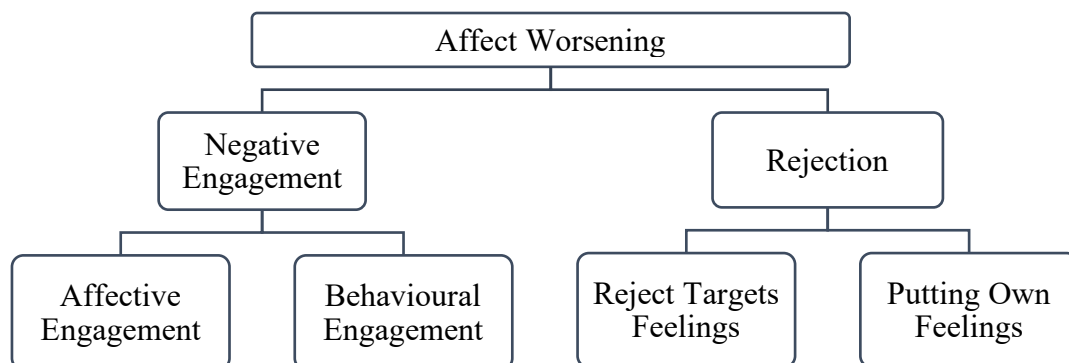 Affect Worsening
Negative
Engagement
Rejection
Affective
Engagement
Behavioural
Engagement
Reject Targets
Feelings
Putting Own
Feelings